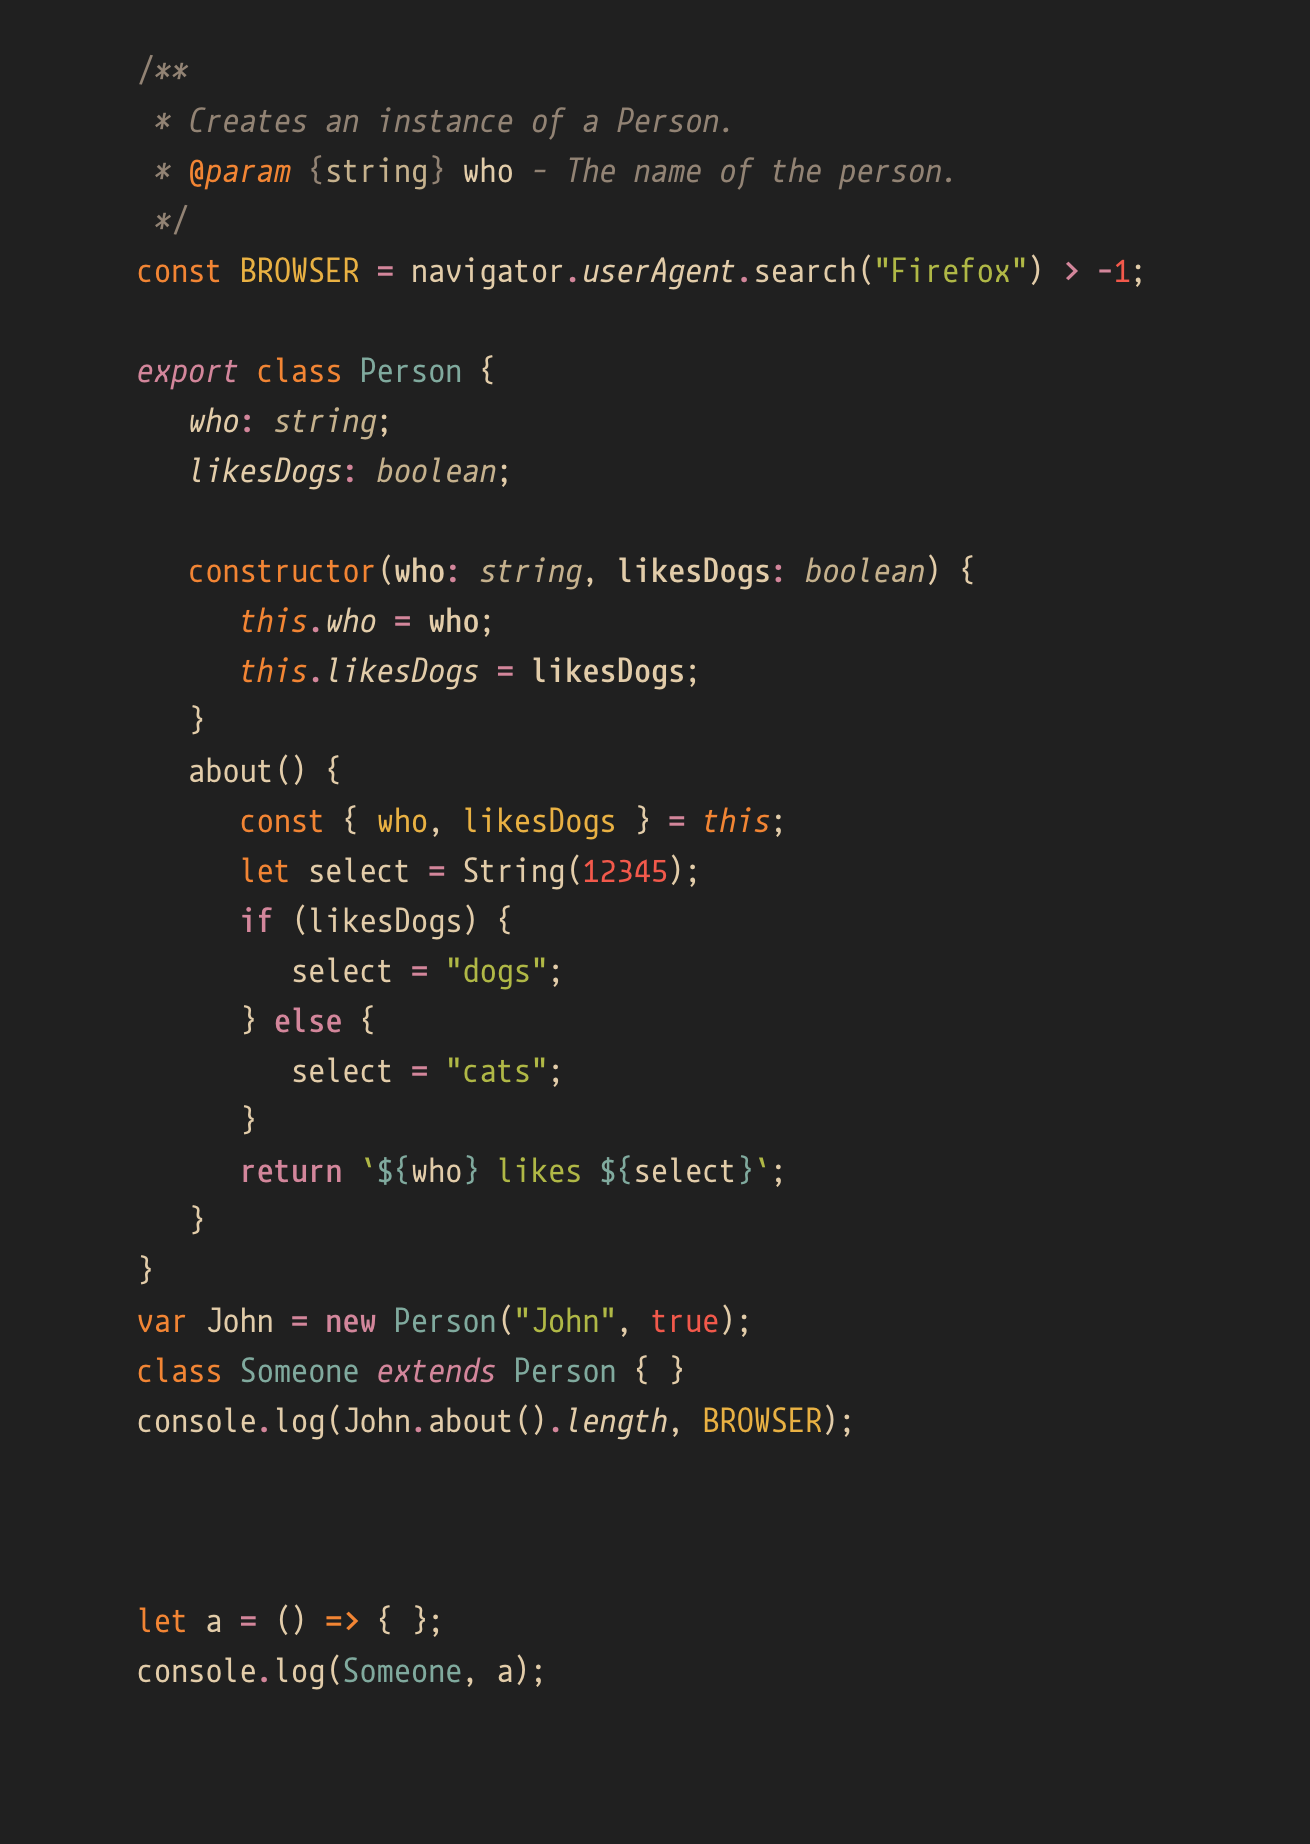 /**
 * Creates an instance of a Person.
 * @param {string} who - The name of the person.
 */
const BROWSER = navigator.userAgent.search("Firefox") > -1;

export class Person {
   who: string;
   likesDogs: boolean;

   constructor(who: string, likesDogs: boolean) {
      this.who = who;
      this.likesDogs = likesDogs;
   }
   about() {
      const { who, likesDogs } = this;
      let select = String(12345);
      if (likesDogs) {
         select = "dogs";
      } else {
         select = "cats";
      }
      return `${who} likes ${select}`;
   }
}
var John = new Person("John", true);
class Someone extends Person { }
console.log(John.about().length, BROWSER);

let a = () => { };
console.log(Someone, a);